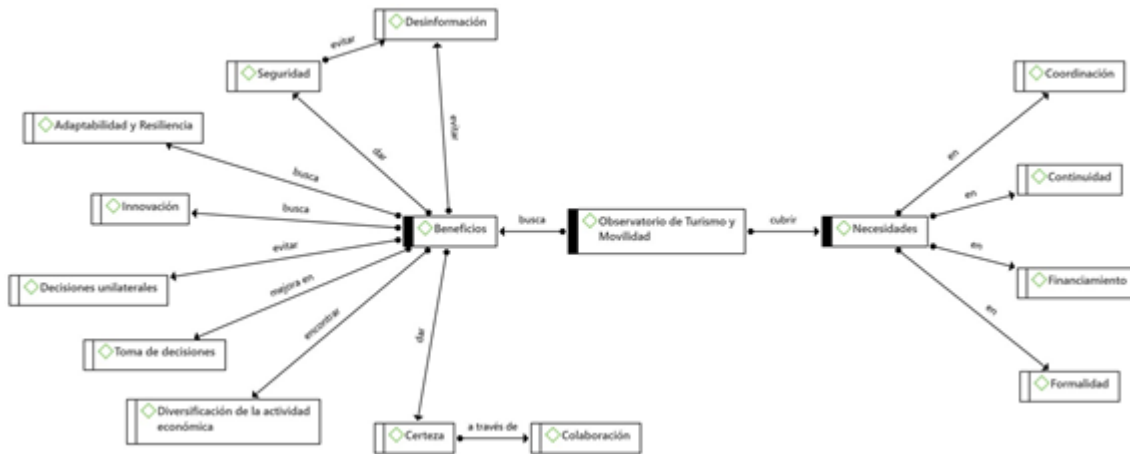 Desinformación
evitar
Seguridad
Coordinación
Adaptabilidad y Resiliencia
evitar
dar
en
busca
Continuidad
en
Innovación
busca
Beneficios
busca
Observatorio de Turismo y
Movilidad
cubrir
Necesidades
evitar
en
Decisiones unilaterales
mejora en
Financiamiento
encontrar
en
dar
Toma de decisiones
Formalidad
Diversificación de la actividad
económica
Certeza
a través de
Colaboración